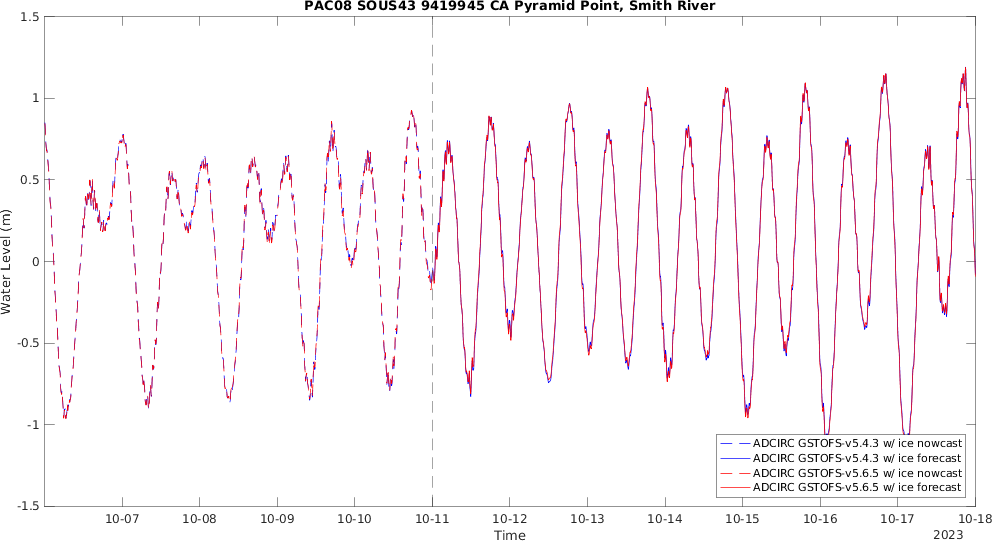 PAC08 SOUS43 9419945 CA Pyramid Point, Smith River
1.5
1
0.5
0
-0.5
-1
-1.5
Water Level (m)
ADCIRC GSTOFS-v5.4.3 w/ ice nowcast
ADCIRC GSTOFS-v5.4.3 w/ ice forecast
ADCIRC GSTOFS-v5.6.5 w/ ice nowcast
ADCIRC GSTOFS-v5.6.5 w/ ice forecast
10-07 10-08 10-09 10-10 10-11 10-12 10-13 10-14 10-15 10-16 10-17 10-18
Time
2023